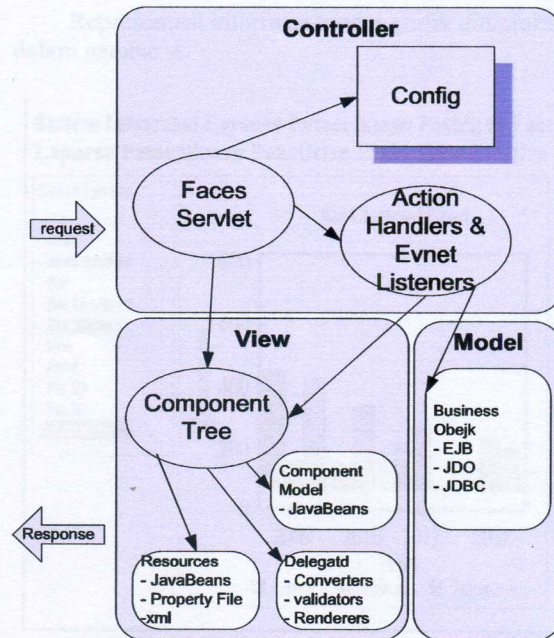 Controller
Config
Faces
Servlet
Action
Handlers &
Evnet
Listeners
request
View
Model
Component
Tree
Business
Obejk
- EJB
- JDO
- JDBC
Component
Model
- JavaBeans
Response
Resources
- JavaBeans
- Property File
-xml
Delegatd
- Converters
- validators
- Renderers